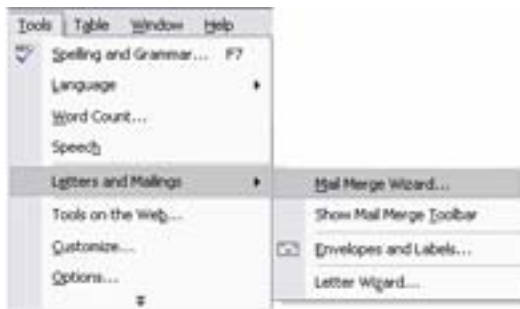 Tools Table Window Help
Spelling and Grammar... F7
Language
Word Count...
Speech
Letters and Mailings
Tools on the Web...
Customize...
Options...
Mail Merge Wizard...
Show Mail Merge Toolbar
Envelopes and Labels...
Letter Wizard...